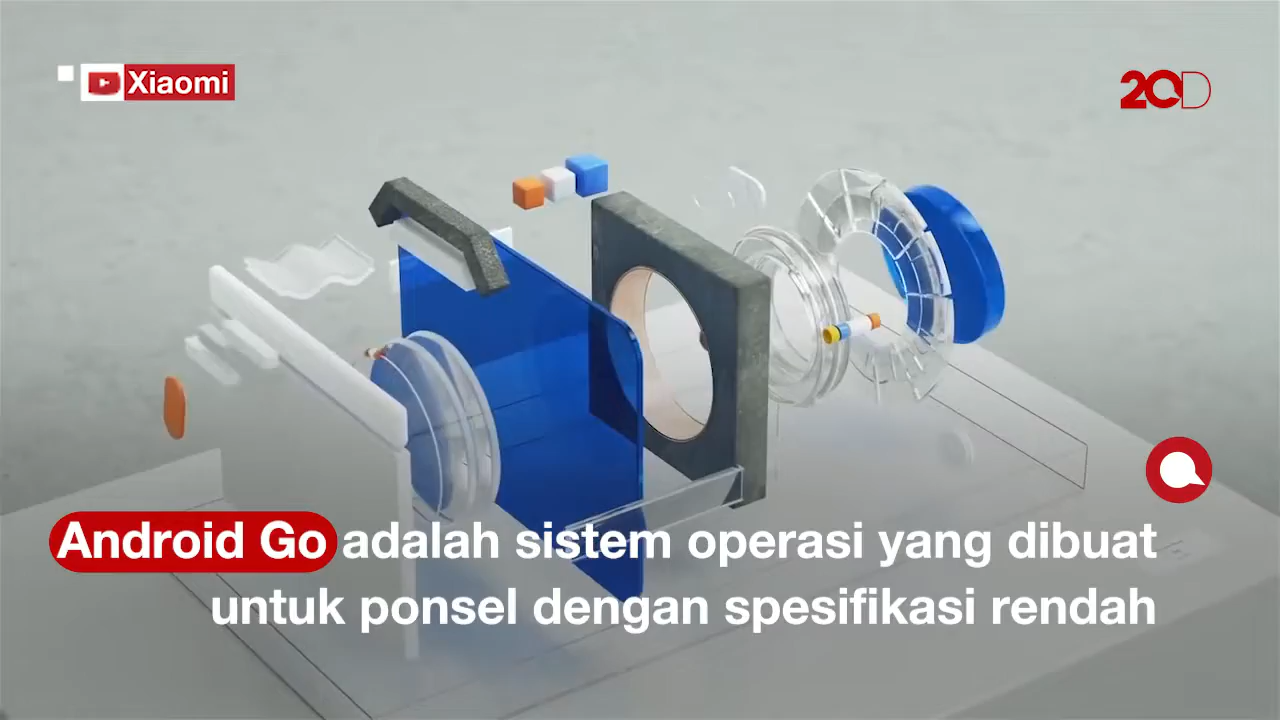 Xiaomi
20D
Android Go adalah sistem operasi yang dibuat
untuk ponsel dengan spesifikasi rendah